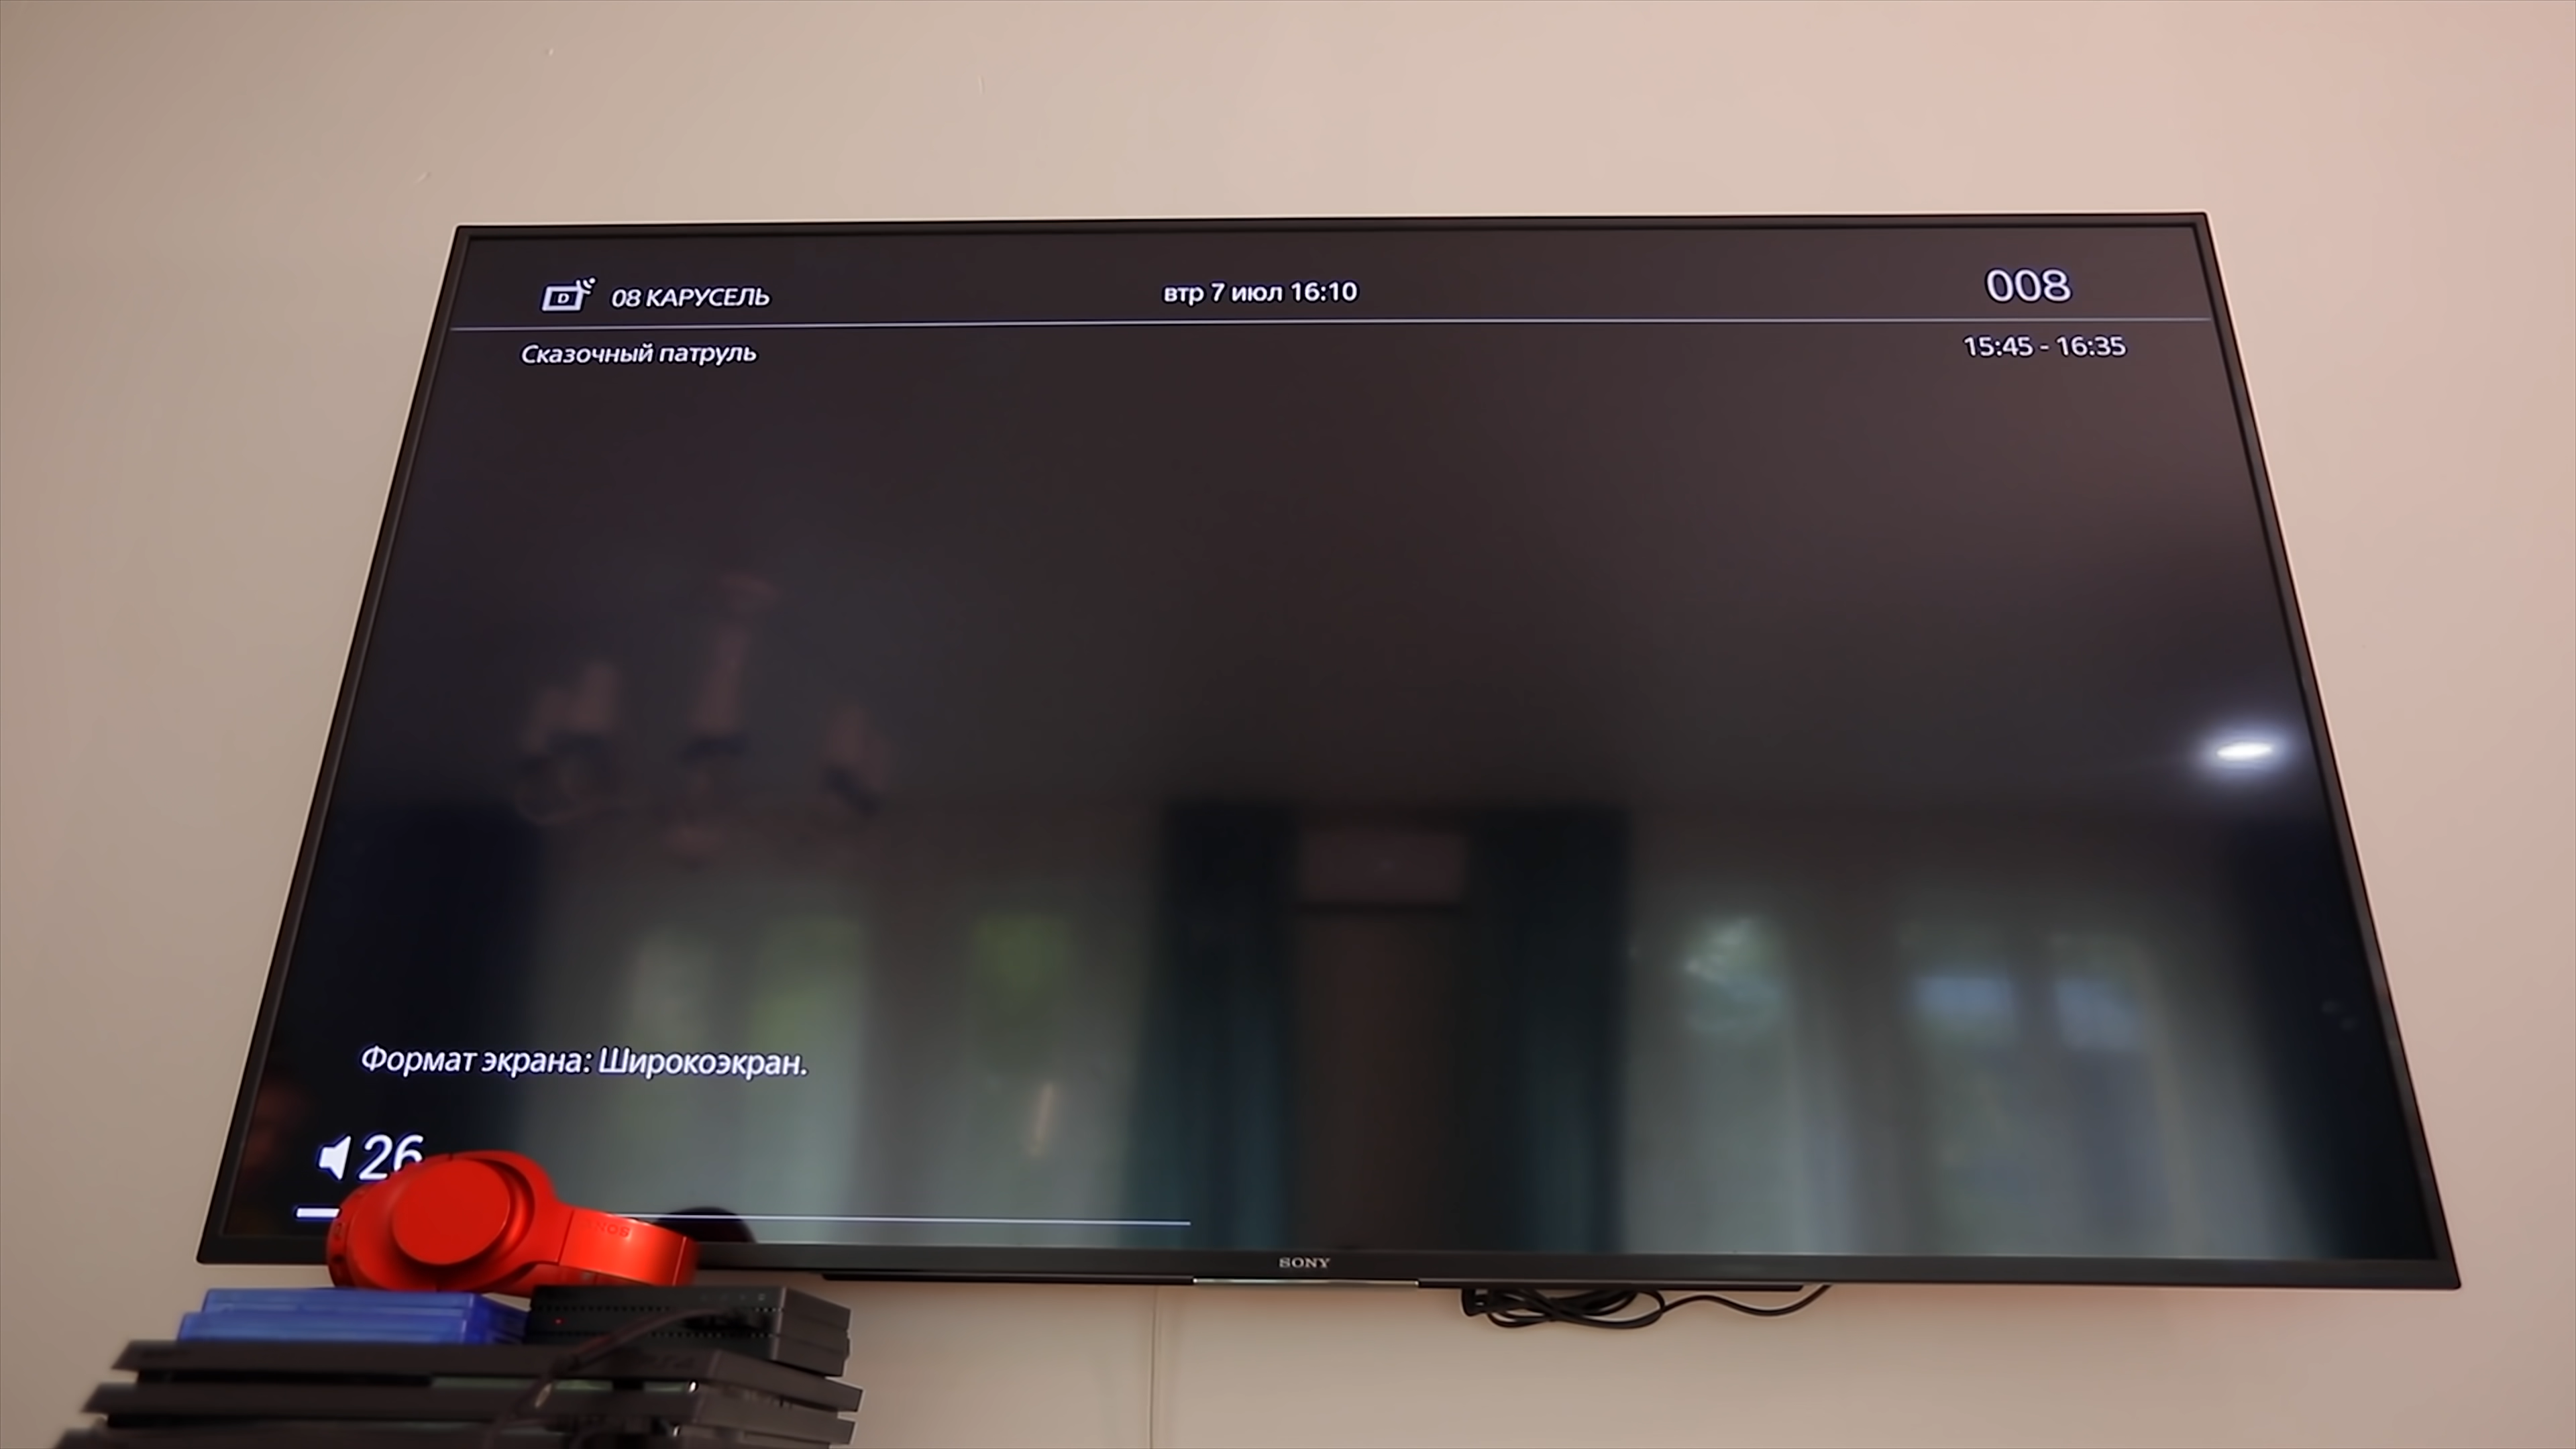 08 КАРУСЕЛЬ
втр 7 июл 16:10
008
Сказочный патруль
15:45 - 16:35
Формат экрана: Широкоэкран.
26
SONY
SONY